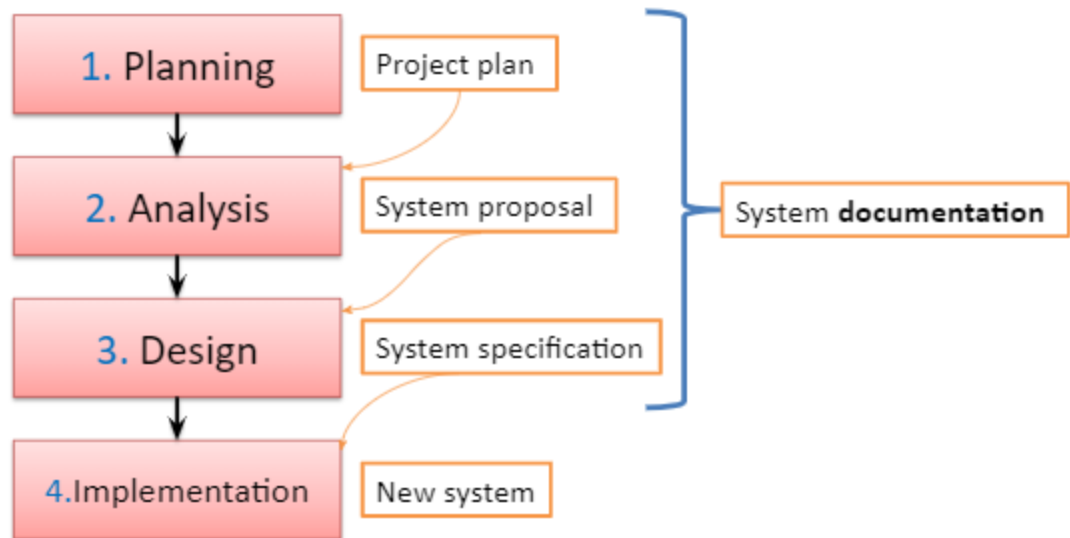 1. Planning
Project plan
2. Analysis
System proposal
System documentation
3. Design
System specification
4.Implementation
New system